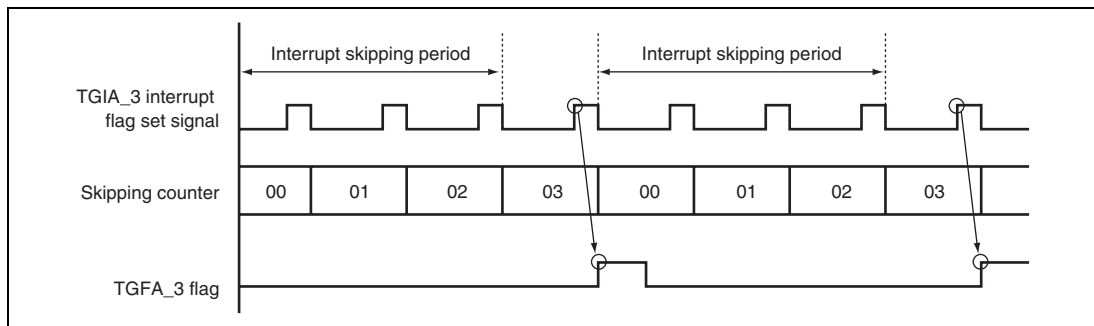 Interrupt skipping period
Interrupt skipping period
TGIA_3 interrupt
flag set signal
Skipping counter
00
01
02
03
00
01
02
03
TGFA_3 flag